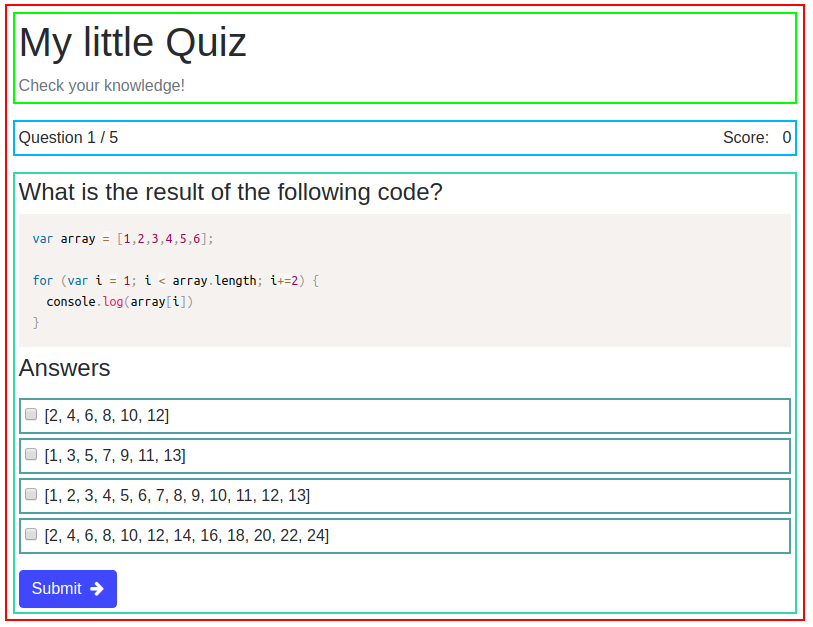 My little Quiz
Check your knowledge!
Question 1 / 5 Score: 0
What is the result of the following code?
var array = [1,2,3,4,5,6];
for (var i = 1; i < array.length; i+=2) {
  console.log(array[i])
}
Answers
[2, 4, 6, 8, 10, 12]
[1, 3, 5, 7, 9, 11, 13]
[1, 2, 3, 4, 5, 6, 7, 8, 9, 10, 11, 12, 13]
[2, 4, 6, 8, 10, 12, 14, 16, 18, 20, 22, 24]
Submit